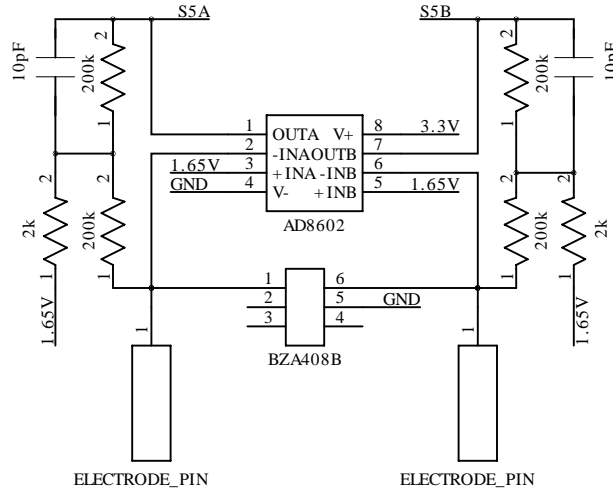 S5A S5B
2 2
10pF 200k 200k 10pF
1 1
1 OUTA V+ 8 3.3V
2 -INA OUTB 7
1.65V 3 +INA -INB 6
GND 4 V- +INB 5 1.65V
AD8602
2 2 2 2
2k 200k 200k 2k
1 1 1 1
1.65V 1.65V
1 6
2 5 GND
3 4
BZA408B
1 1
ELECTRODE_PIN ELECTRODE_PIN